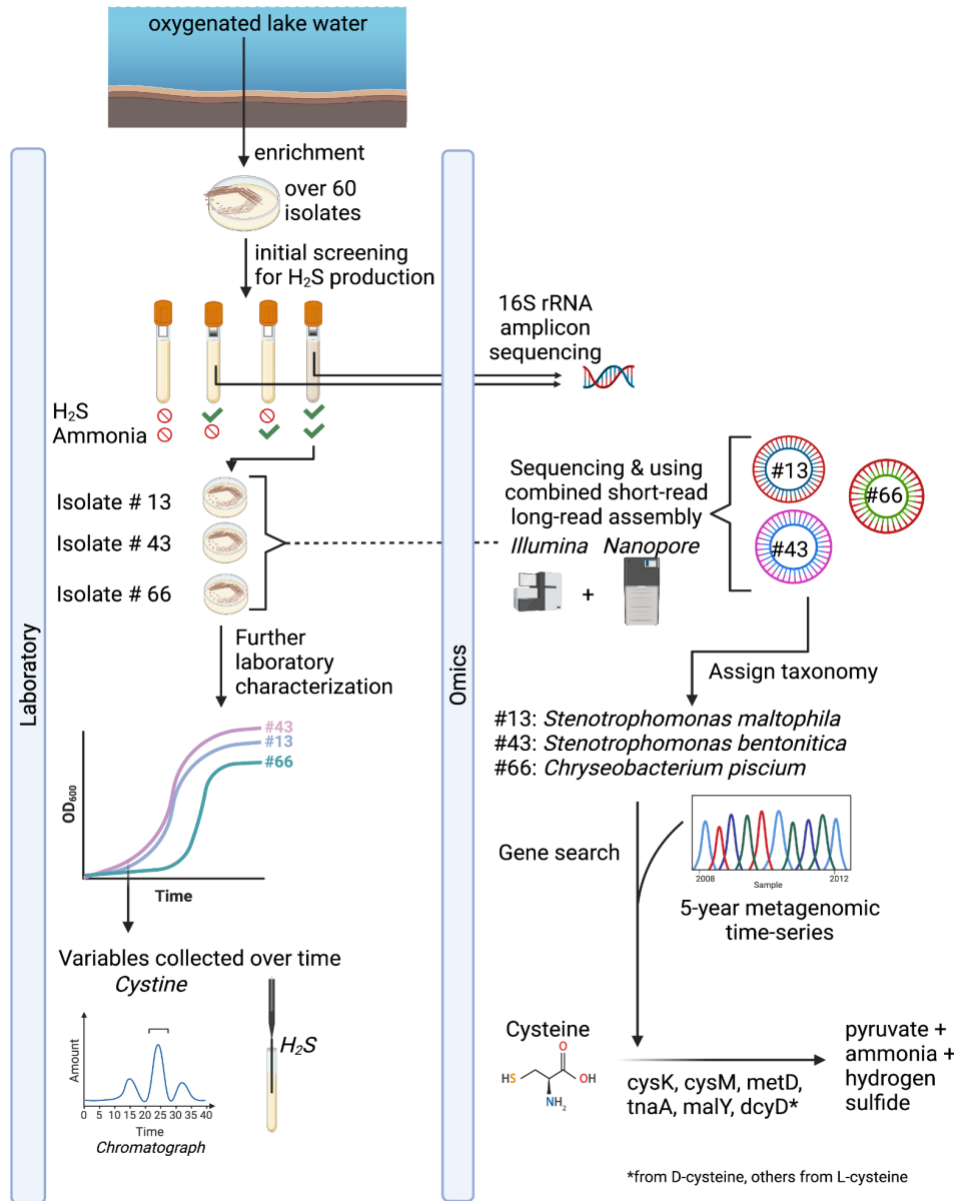 oxygenated lake water
enrichment
over 60
isolates
initial screening
for H₂S production
H₂S
Ammonia
Isolate # 13
Isolate # 43
Isolate # 66
Further
laboratory
characterization
Laboratory
#43
#13
#66
OD₆₀₀
Time
Variables collected over time
Cystine
Amount
0 5 10 15 20 25 30 35 40
Time
Chromatograph
H₂S
Omics
16S rRNA
amplicon
sequencing
Sequencing & using
combined short-read
long-read assembly
Illumina Nanopore
+
#13
#66
#43
Assign taxonomy
#13: Stenotrophomonas maltophila
#43: Stenotrophomonas bentonitica
#66: Chryseobacterium piscium
Gene search
2008 2012
Sample
5-year metagenomic
time-series
Cysteine
HS
O
OH
NH₂
cysK, cysM, metD,
tnaA, malY, dcyD*
pyruvate +
ammonia +
hydrogen
sulfide
*from D-cysteine, others from L-cysteine